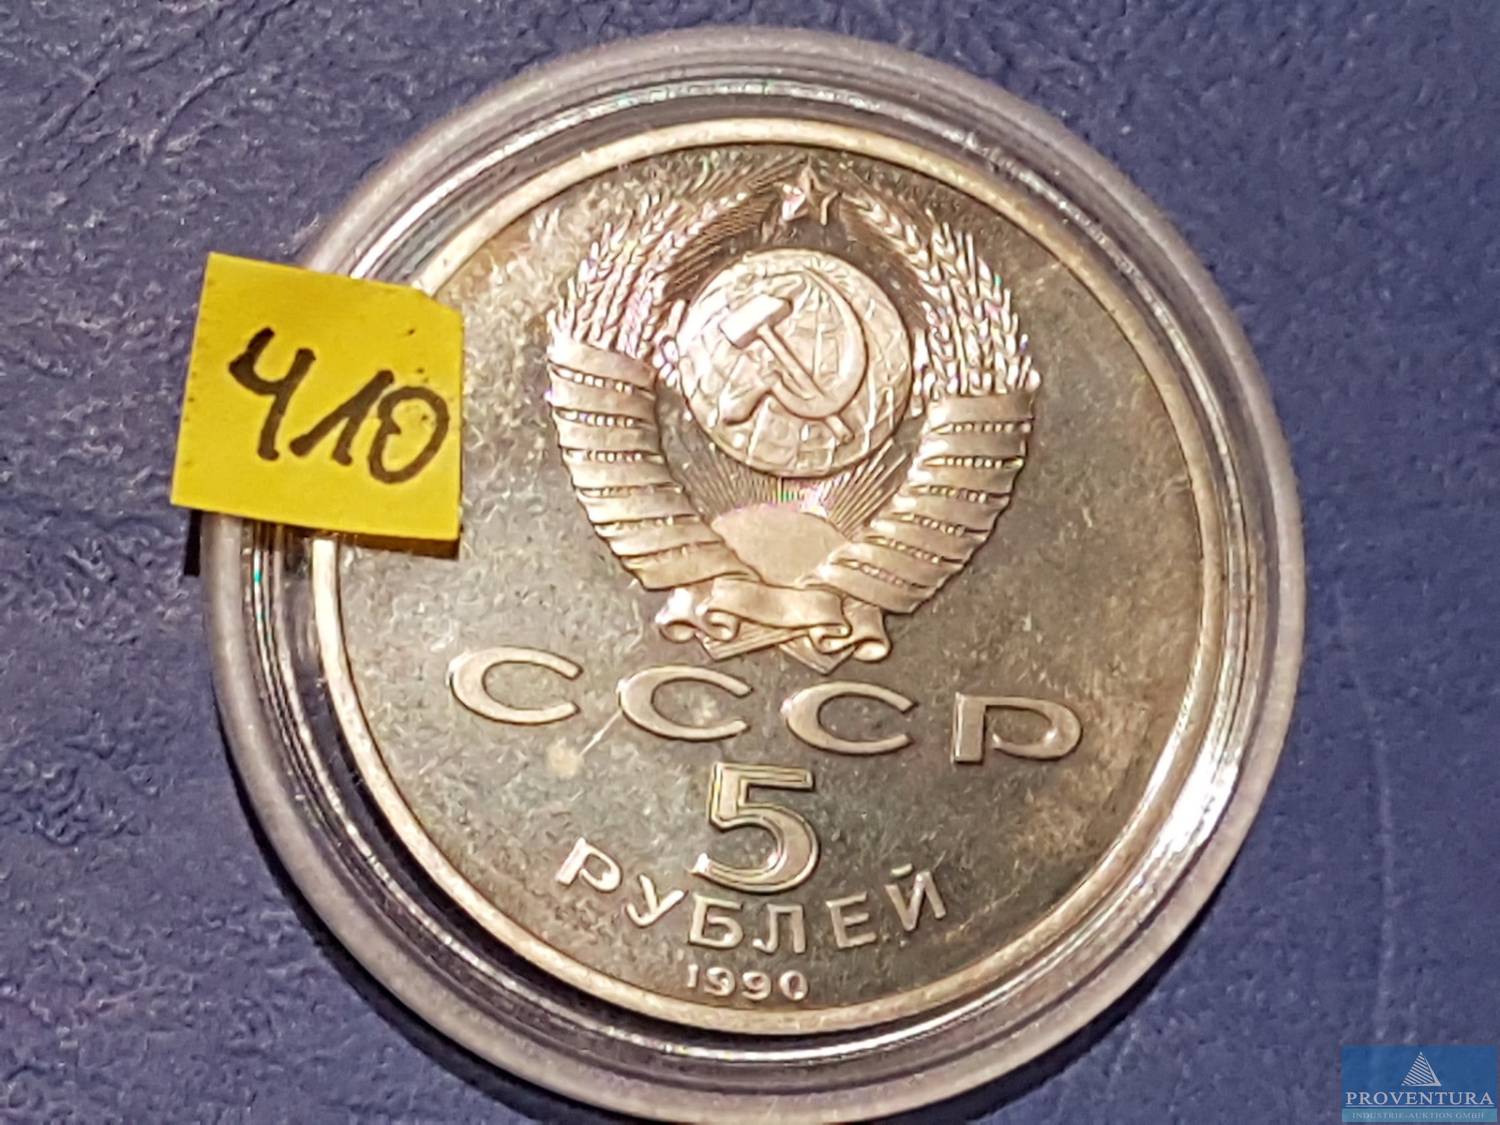 410
СССР
5
РУБЛЕЙ
1990
PROVENTURA
INDUSTRIE-AUKTION GMBH